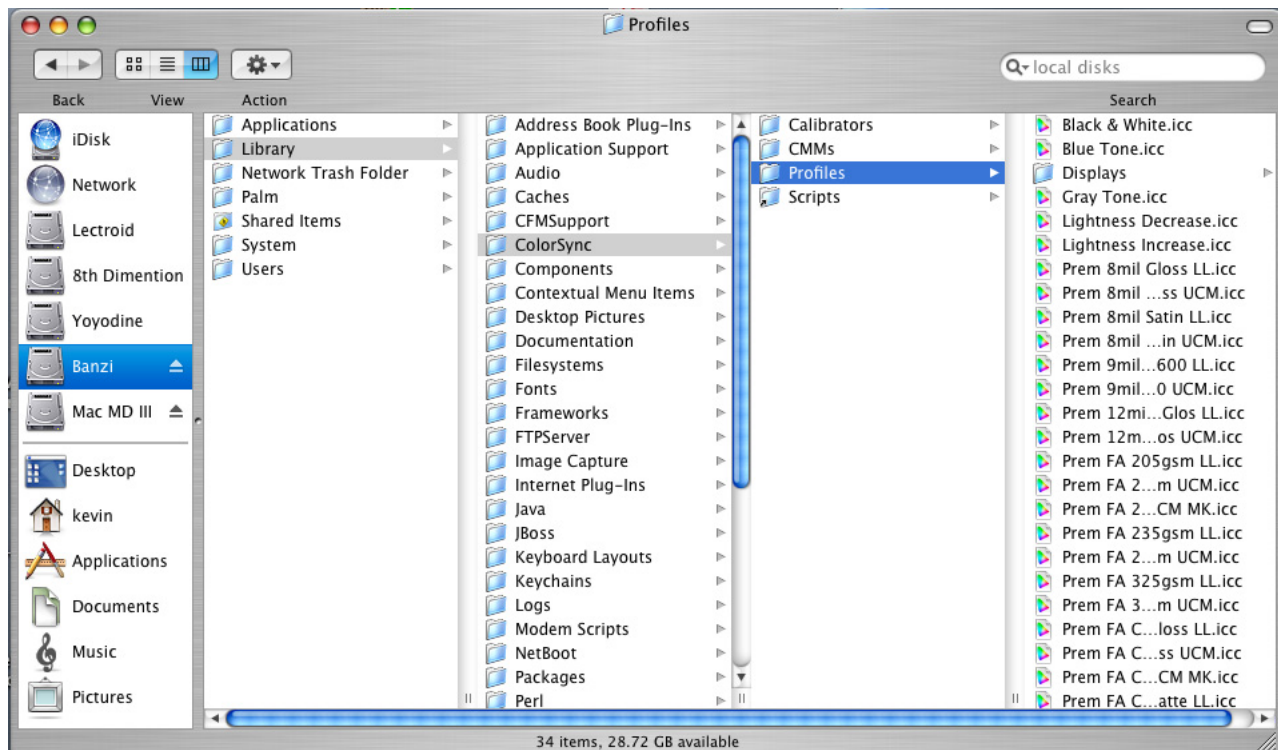 Profiles
local disks
Back
View
Action
Search
iDisk
Network
Lectroid
8th Dimention
Yoyodine
Banzi
Mac MD III
Desktop
kevin
Applications
Documents
Music
Pictures
Applications
Library
Network Trash Folder
Palm
Shared Items
System
Users
Address Book Plug-Ins
Application Support
Audio
Caches
CFMSupport
ColorSync
Components
Contextual Menu Items
Desktop Pictures
Documentation
Filesystems
Fonts
Frameworks
FTPServer
Image Capture
Internet Plug-Ins
Java
JBoss
Keyboard Layouts
Keychains
Logs
Modem Scripts
NetBoot
Packages
Perl
Calibrators
CMMs
Profiles
Scripts
Black & White.icc
Blue Tone.icc
Displays
Gray Tone.icc
Lightness Decrease.icc
Lightness Increase.icc
Prem 8mil Gloss LL.icc
Prem 8mil ...ss UCM.icc
Prem 8mil Satin LL.icc
Prem 8mil ...in UCM.icc
Prem 9mil...600 LL.icc
Prem 9mil...0 UCM.icc
Prem 12mi...Glos LL.icc
Prem 12m...os UCM.icc
Prem FA 205gsm LL.icc
Prem FA 2...m UCM.icc
Prem FA 2...CM MK.icc
Prem FA 235gsm LL.icc
Prem FA 2...m UCM.icc
Prem FA 325gsm LL.icc
Prem FA 3...m UCM.icc
Prem FA C...loss LL.icc
Prem FA C...ss UCM.icc
Prem FA C...CM MK.icc
Prem FA C...atte LL.icc
34 items, 28.72 GB available